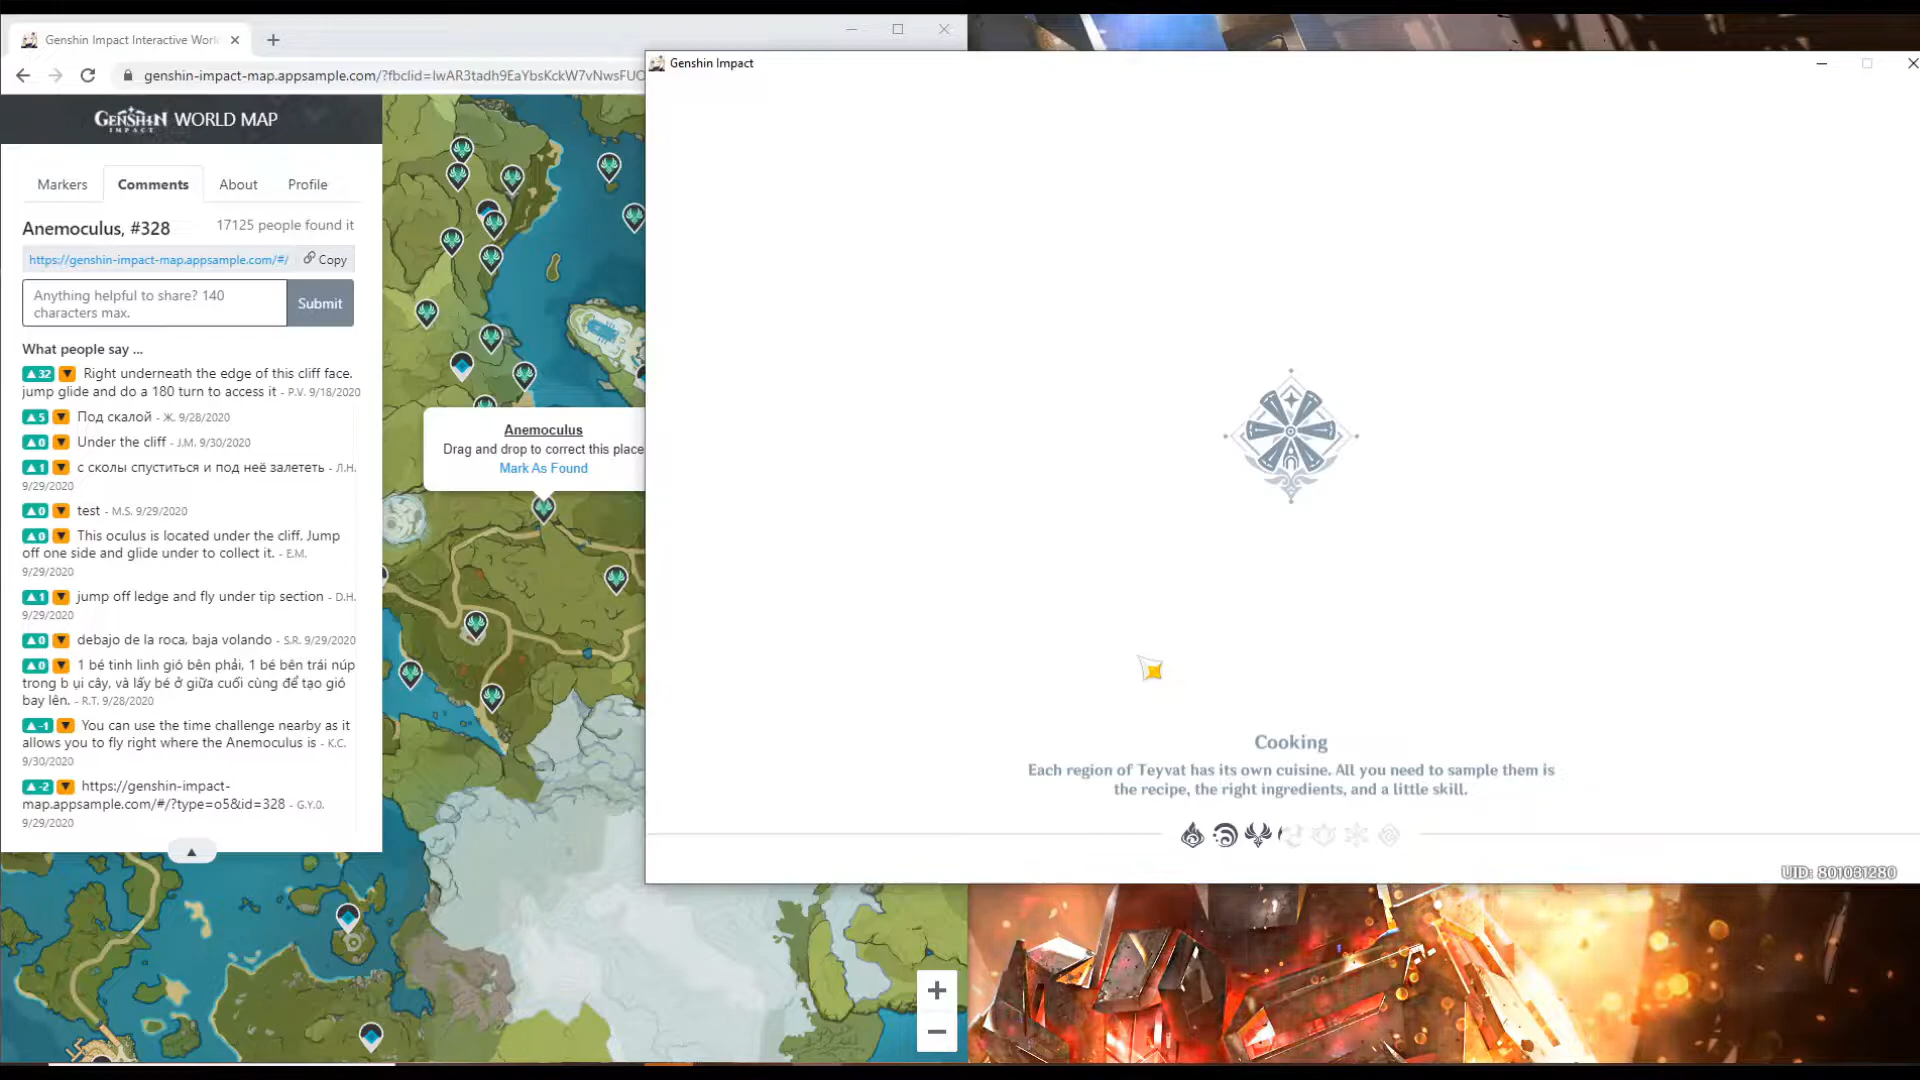 Genshin Impact Interactive Worl
genshin-impact-map.appsample.com/?fbclid=IwAR3tadh9EaYbsKckW7vNwsFUO
GENSHIN IMPACT WORLD MAP
Markers Comments About Profile
Anemoculus, #328 17125 people found it
https://genshin-impact-map.appsample.com/#/ Copy
Anything helpful to share? 140
characters max.
Submit
What people say ...
▲32 ▼ Right underneath the edge of this cliff face.
jump glide and do a 180 turn to access it - P.V. 9/18/2020
▲5 ▼ Под скалой - Ж. 9/28/2020
▲0 ▼ Under the cliff - J.M. 9/30/2020
▲1 ▼ с сколы спуститься и под неё залететь - Л.Н.
9/29/2020
▲0 ▼ test - M.S. 9/29/2020
▲0 ▼ This oculus is located under the cliff, Jump
off one side and glide under to collect it. - E.M.
9/29/2020
▲1 ▼ jump off ledge and fly under tip section - D.H.
9/29/2020
▲0 ▼ debajo de la roca, baja volando - S.R. 9/29/2020
▲0 ▼ 1 bé tinh linh gió bên phải, 1 bé bên trái núp
trong b ụi cây, và lấy bé ở giữa cuối cùng để tạo gió
bay lên. - R.T. 9/28/2020
▲-1 ▼ You can use the time challenge nearby as it
allows you to fly right where the Anemoculus is - K.C.
9/30/2020
▲-2 ▼ https://genshin-impact-
map.appsample.com/#/?type=o5&id=328 - G.Y.0.
9/29/2020
▲
Anemoculus
Drag and drop to correct this place
Mark As Found
+
−
Genshin Impact
Cooking
Each region of Teyvat has its own cuisine. All you need to sample them is
the recipe, the right ingredients, and a little skill.
UID: 801031280